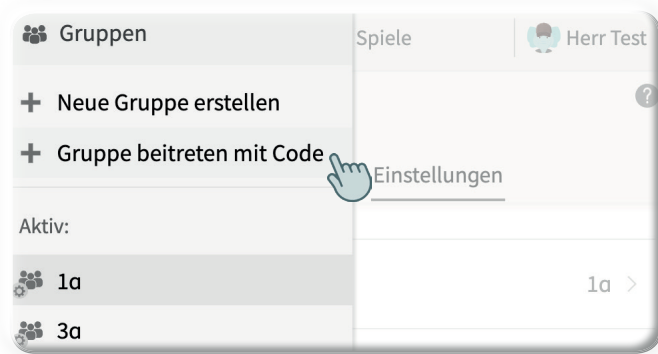 Gruppen
Spiele
Herr Test
Neue Gruppe erstellen
?
Gruppe beitreten mit Code
Einstellungen
Aktiv:
1a
1a
3a